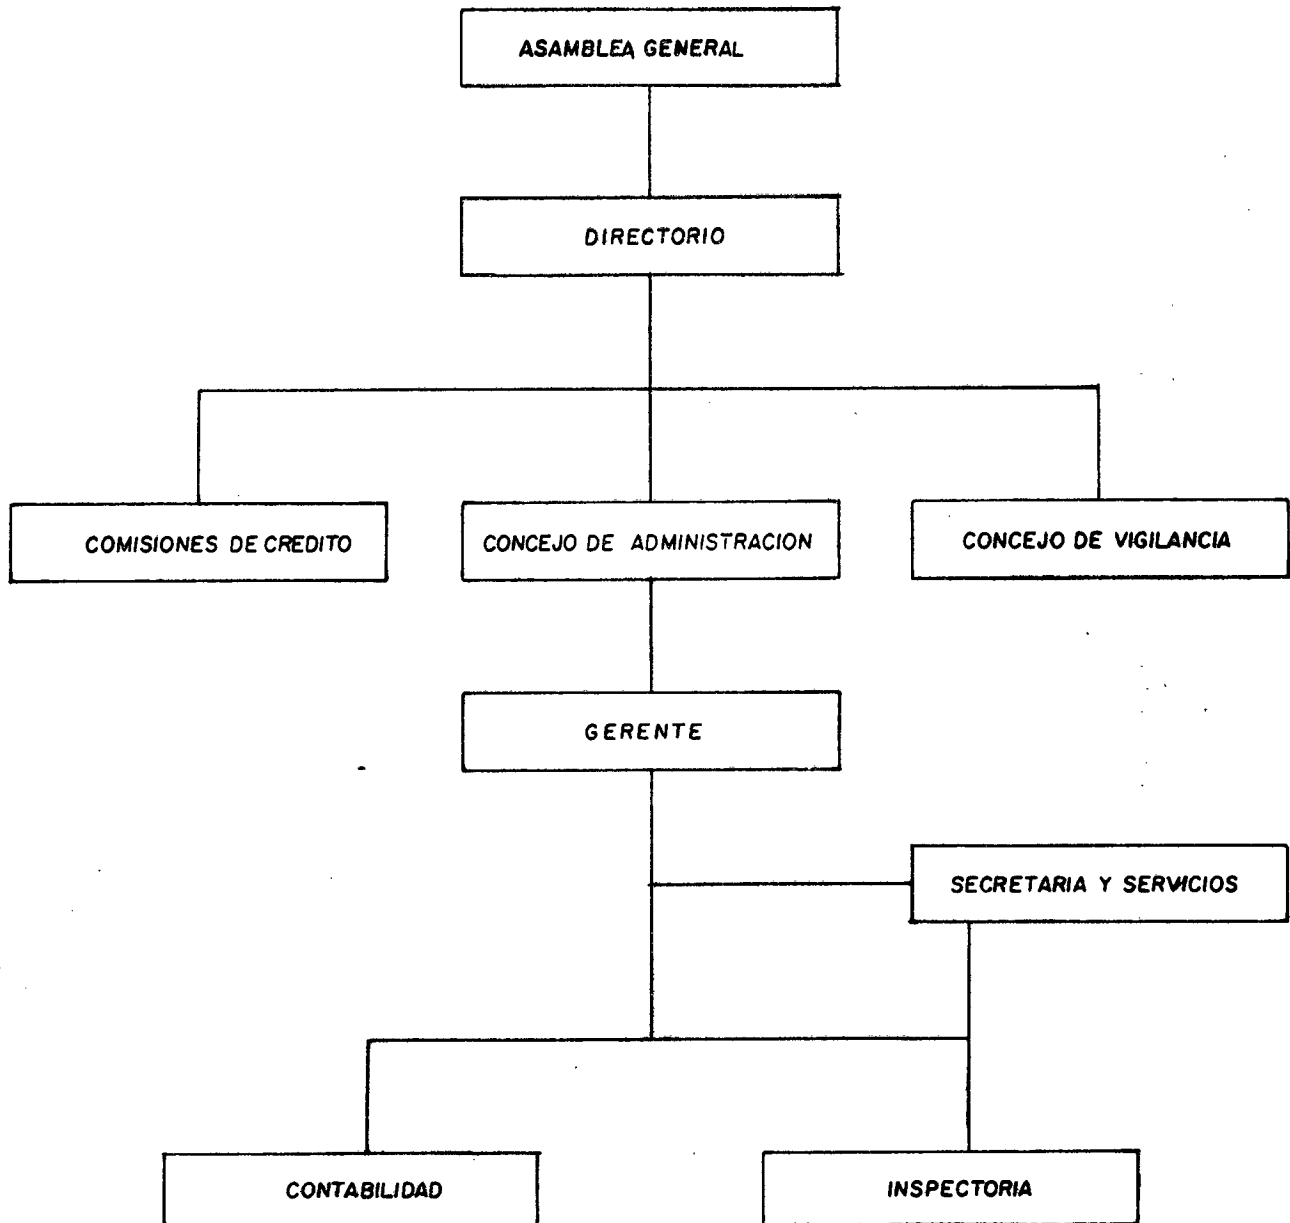 ASAMBLEA GENERAL
DIRECTORIO
COMISIONES DE CREDITO
CONCEJO DE ADMINISTRACION
CONCEJO DE VIGILANCIA
GERENTE
SECRETARIA Y SERVICIOS
CONTABILIDAD
INSPECTORIA